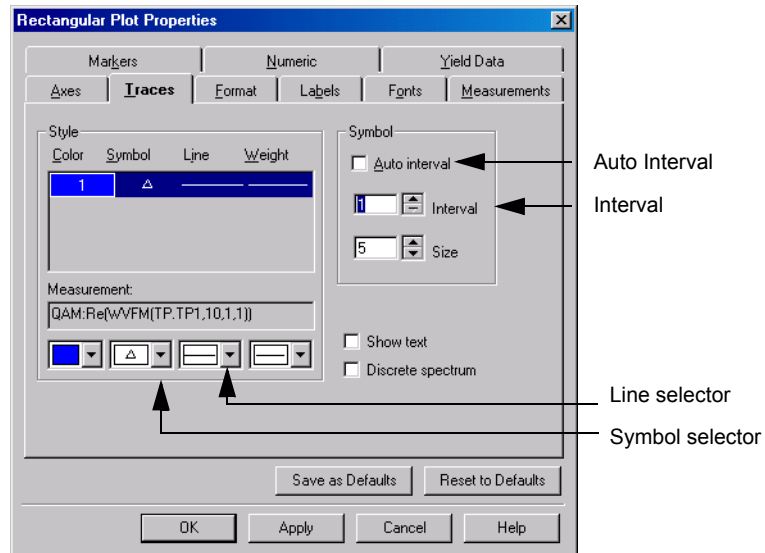 Rectangular Plot Properties
Markers Numeric Yield Data
Axes Traces Format Labels Fonts Measurements
Style
Color Symbol Line Weight
1
Measurement:
QAM:Re(WVFM(TP.TP1,10,1,1))
Symbol
Auto interval
1 Interval
5 Size
Show text
Discrete spectrum
Auto Interval
Interval
Line selector
Symbol selector
Save as Defaults Reset to Defaults
OK Apply Cancel Help